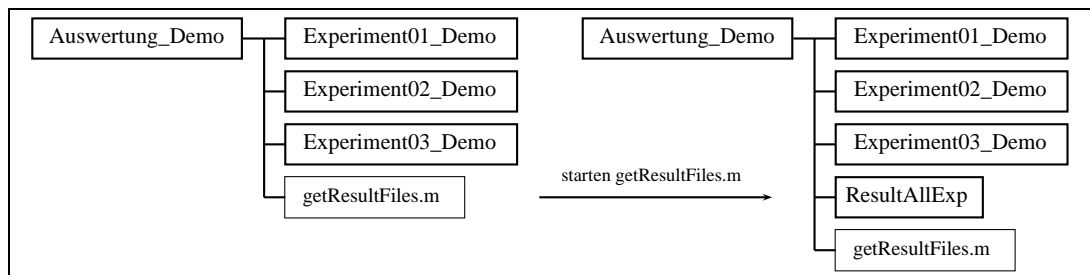 Auswertung_Demo
Experiment01_Demo
Experiment02_Demo
Experiment03_Demo
getResultFiles.m
starten getResultFiles.m
Auswertung_Demo
Experiment01_Demo
Experiment02_Demo
Experiment03_Demo
ResultAllExp
getResultFiles.m